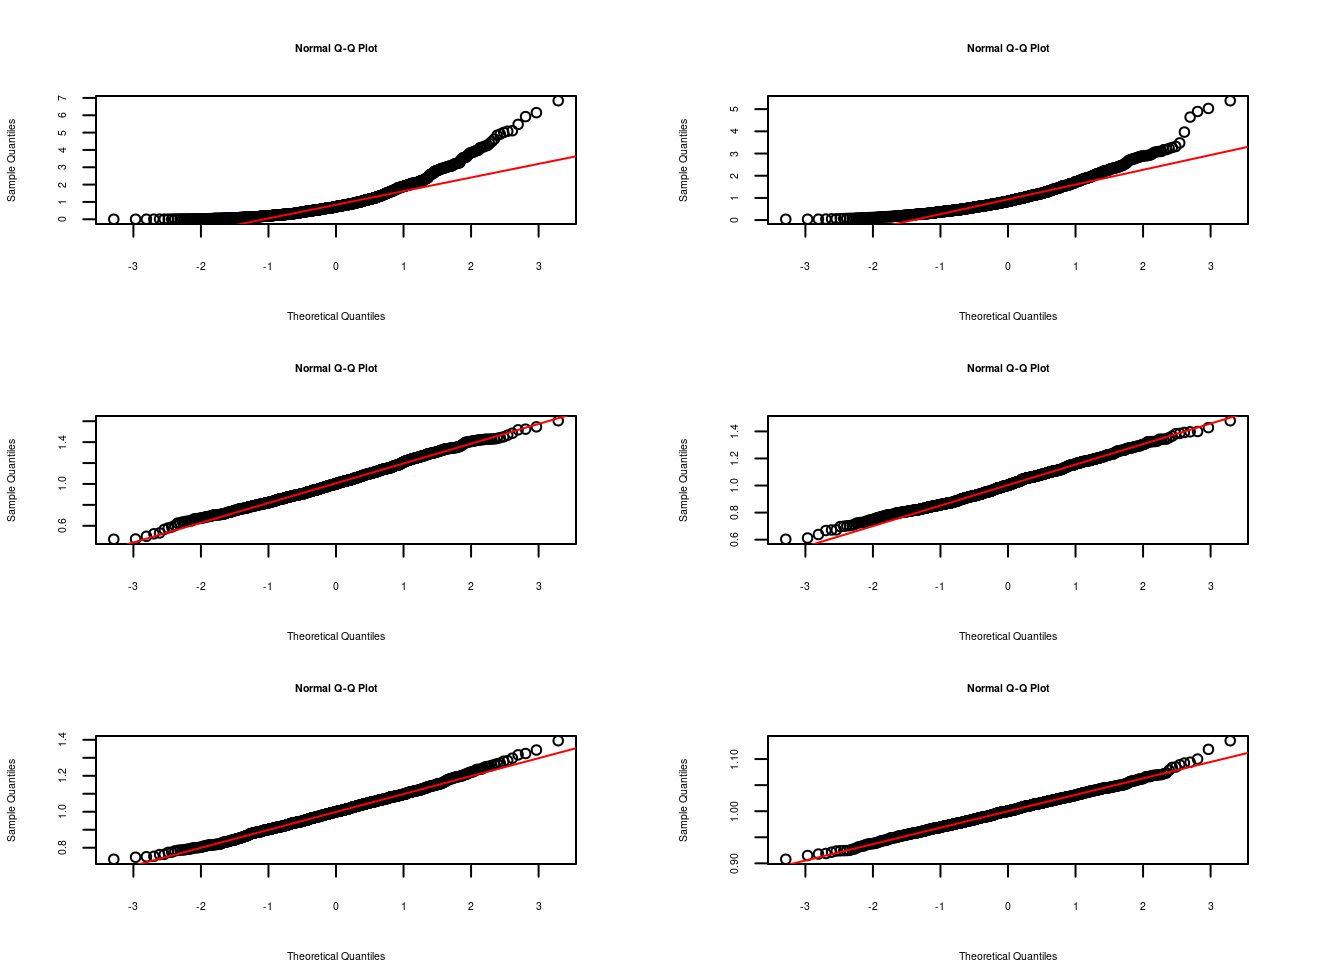 Normal Q-Q Plot
Sample Quantiles
0 1 2 3 4 5 6 7
-3 -2 -1 0 1 2 3
Theoretical Quantiles
Normal Q-Q Plot
Sample Quantiles
0 1 2 3 4 5
-3 -2 -1 0 1 2 3
Theoretical Quantiles
Normal Q-Q Plot
Sample Quantiles
0.6 1.0 1.4
-3 -2 -1 0 1 2 3
Theoretical Quantiles
Normal Q-Q Plot
Sample Quantiles
0.6 0.8 1.0 1.2 1.4
-3 -2 -1 0 1 2 3
Theoretical Quantiles
Normal Q-Q Plot
Sample Quantiles
0.8 1.0 1.2 1.4
-3 -2 -1 0 1 2 3
Theoretical Quantiles
Normal Q-Q Plot
Sample Quantiles
0.90 1.00 1.10
-3 -2 -1 0 1 2 3
Theoretical Quantiles